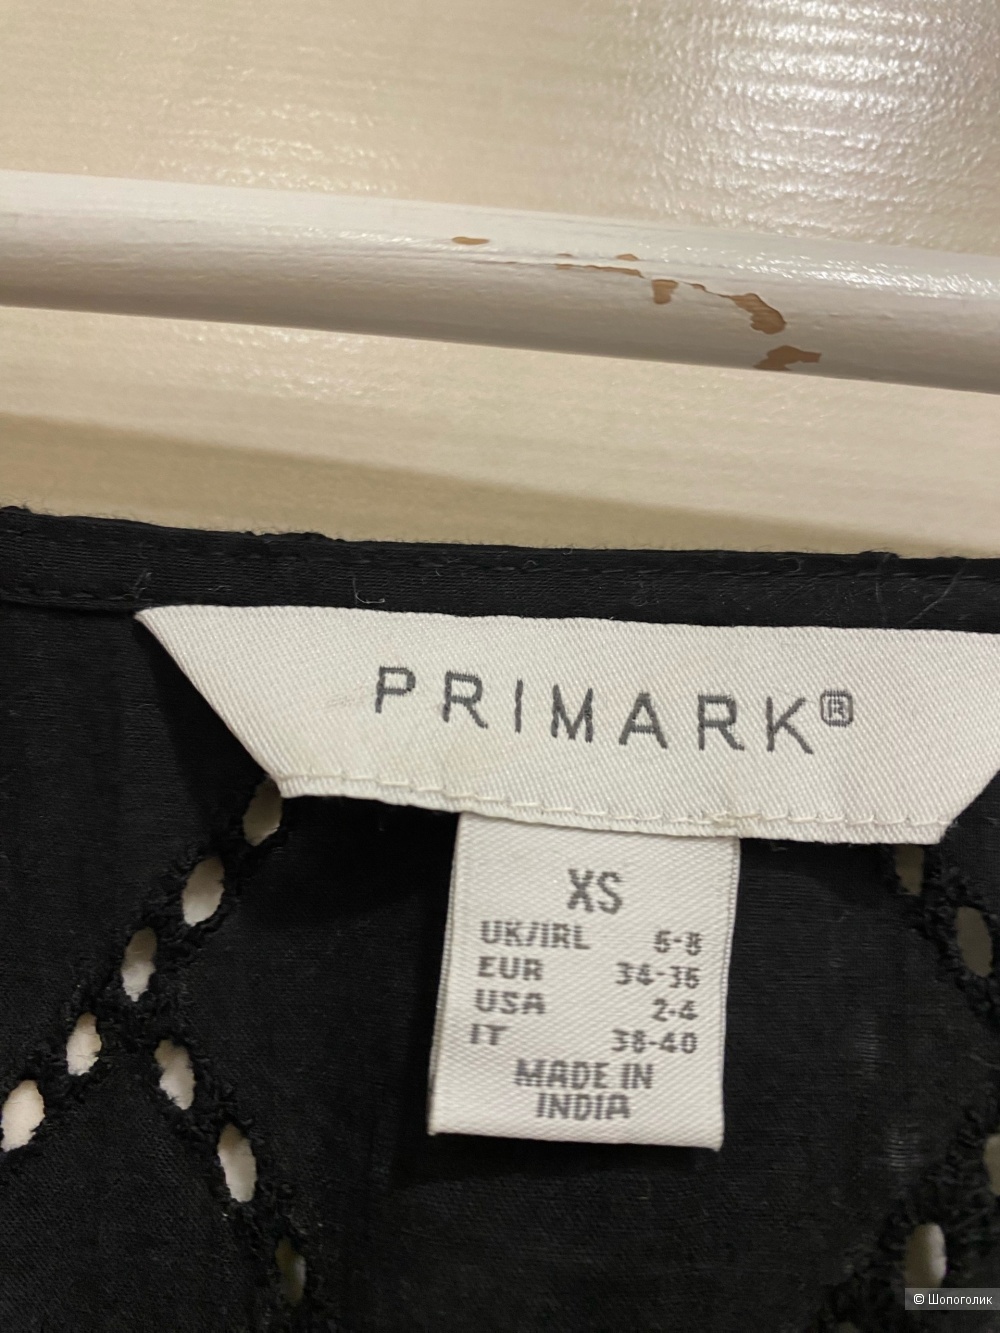 PRIMARK®
XS
UK/IRL 6-8
EUR 34-36
USA 2-4
IT 38-40
MADE IN
INDIA
© Шопоголик